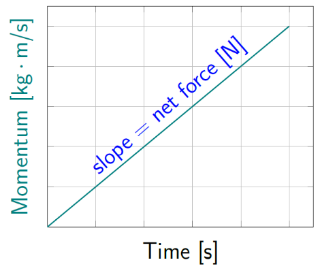 Momentum [kg · m/s]
slope = net force [N]
Time [s]